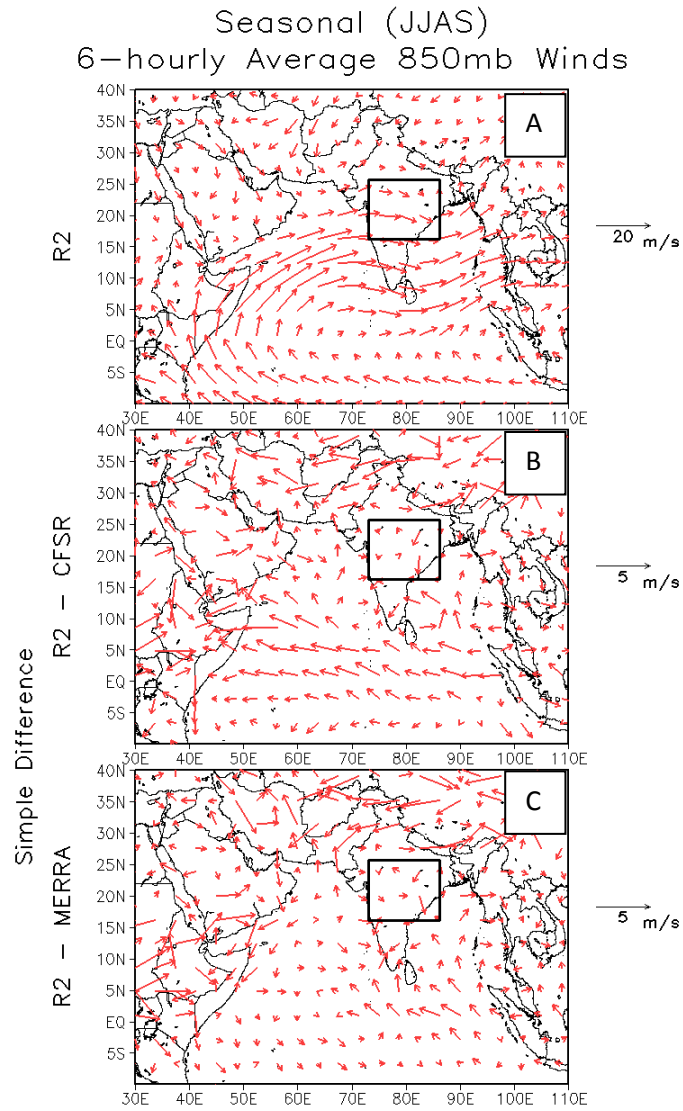 Seasonal (JJAS)
6-hourly Average 850mb Winds
A
40N
35N
30N
25N
20N
15N
10N
5N
EQ
5S
30E 40E 50E 60E 70E 80E 90E 100E 110E
R2
20 m/s
B
40N
35N
30N
25N
20N
15N
10N
5N
EQ
5S
30E 40E 50E 60E 70E 80E 90E 100E 110E
R2 - CFSR
5 m/s
Simple Difference
C
40N
35N
30N
25N
20N
15N
10N
5N
EQ
5S
30E 40E 50E 60E 70E 80E 90E 100E 110E
R2 - MERRA
5 m/s